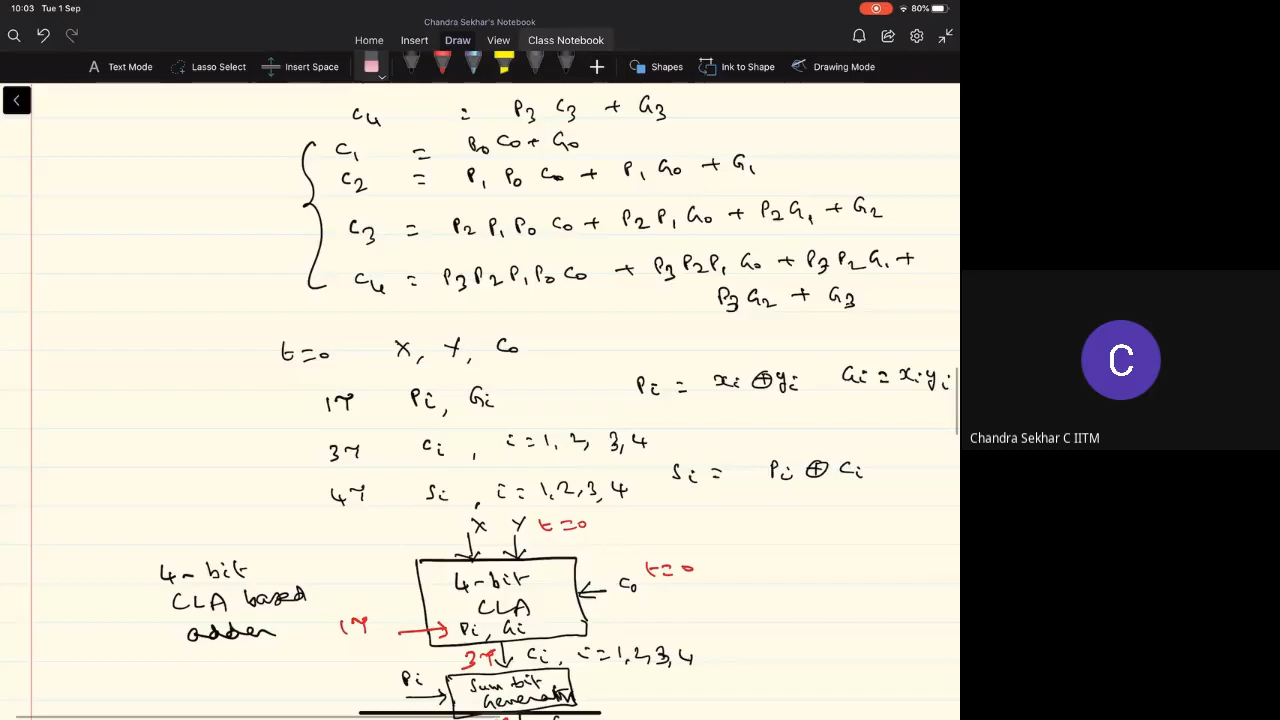 10:03 Tue 1 Sep
80%
Chandra Sekhar's Notebook
Home Insert Draw View Class Notebook
Text Mode Lasso Select Insert Space Shapes Ink to Shape Drawing Mode
C4 = P3 C3 + G3
C1 = P0 C0 + G0
C2 = P1 P0 C0 + P1 G0 + G1
C3 = P2 P1 P0 C0 + P2 P1 G0 + P2 G1 + G2
C4 = P3 P2 P1 P0 C0 + P3 P2 P1 G0 + P3 P2 G1 +
P3 G2 + G3
t=0 X, Y, C0
1τ Pi, Gi Pi = xi ⊕ yi Gi = xi yi
3τ Ci, i=1, 2, 3, 4
4τ Si, i=1,2,3,4 Si = Pi ⊕ Ci
X Y t=0
4-bit CLA based adder
4-bit CLA
C0 t=0
1τ Pi, Gi
3τ Ci, i=1,2,3,4
Pi
Sum bit Generator
C
Chandra Sekhar C IITM